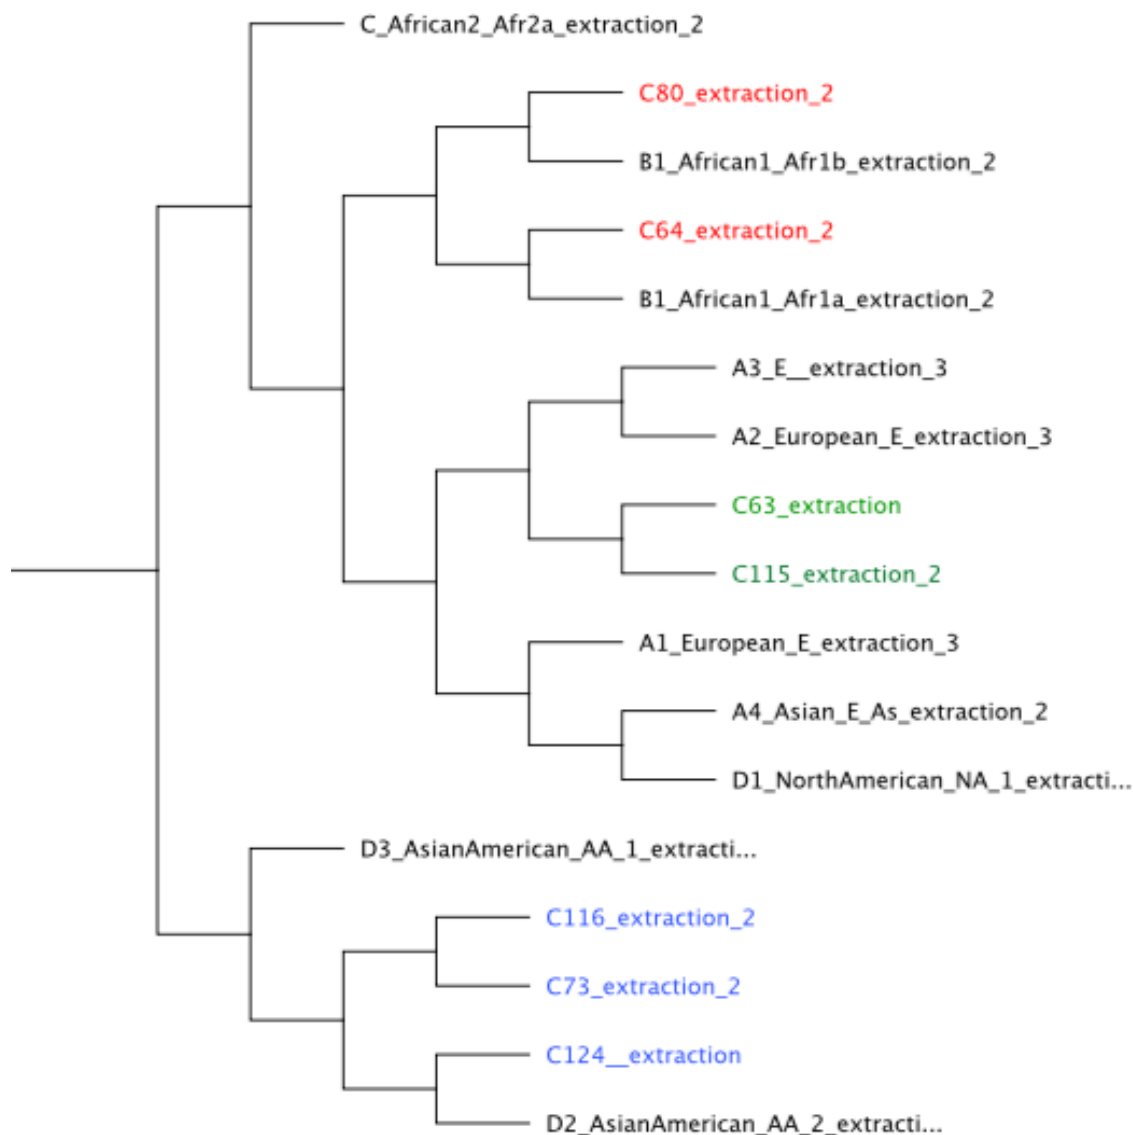 C_African2_Afr2a_extraction_2
C80_extraction_2
B1_African1_Afr1b_extraction_2
C64_extraction_2
B1_African1_Afr1a_extraction_2
A3_E__extraction_3
A2_European_E_extraction_3
C63_extraction
C115_extraction_2
A1_European_E_extraction_3
A4_Asian_E_As_extraction_2
D1_NorthAmerican_NA_1_extracti...
D3_AsianAmerican_AA_1_extracti...
C116_extraction_2
C73_extraction_2
C124__extraction
D2_AsianAmerican_AA_2_extracti...